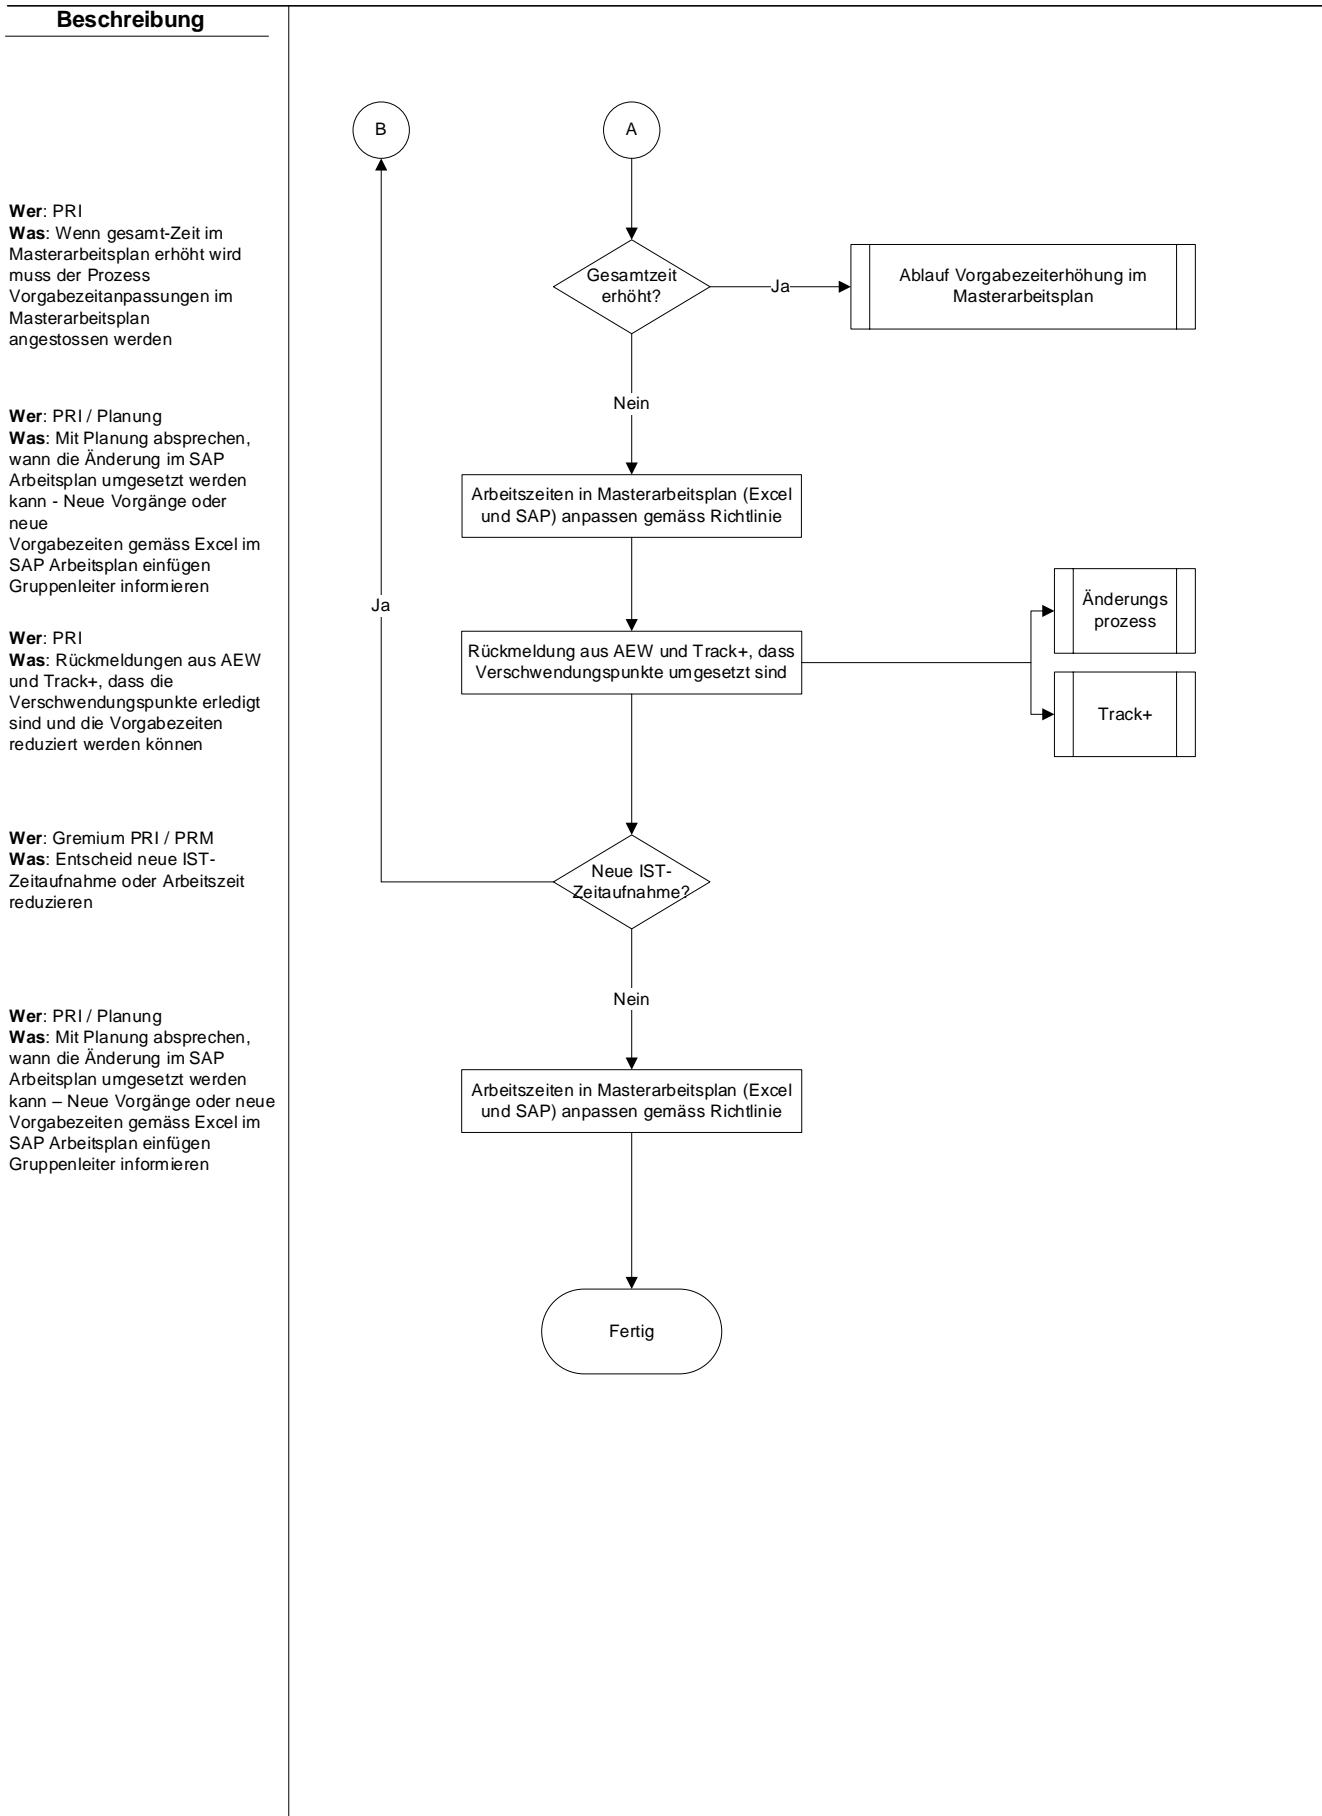 Beschreibung
Wer: PRI
Was: Wenn gesamt-Zeit im
Masterarbeitsplan erhöht wird
muss der Prozess
Vorgabezeitanpassungen im
Masterarbeitsplan
angestossen werden
Wer: PRI / Planung
Was: Mit Planung absprechen,
wann die Änderung im SAP
Arbeitsplan umgesetzt werden
kann - Neue Vorgänge oder
neue
Vorgabezeiten gemäss Excel im
SAP Arbeitsplan einfügen
Gruppenleiter informieren
Wer: PRI
Was: Rückmeldungen aus AEW
und Track+, dass die
Verschwendungspunkte erledigt
sind und die Vorgabezeiten
reduziert werden können
Wer: Gremium PRI / PRM
Was: Entscheid neue IST-
Zeitaufnahme oder Arbeitszeit
reduzieren
Wer: PRI / Planung
Was: Mit Planung absprechen,
wann die Änderung im SAP
Arbeitsplan umgesetzt werden
kann – Neue Vorgänge oder neue
Vorgabezeiten gemäss Excel im
SAP Arbeitsplan einfügen
Gruppenleiter informieren
B
A
Gesamtzeit
erhöht?
Ja
Ablauf Vorgabezeiterhöhung im
Masterarbeitsplan
Nein
Arbeitszeiten in Masterarbeitsplan (Excel
und SAP) anpassen gemäss Richtlinie
Ja
Rückmeldung aus AEW und Track+, dass
Verschwendungspunkte umgesetzt sind
Änderungs
prozess
Track+
Neue IST-
Zeitaufnahme?
Nein
Arbeitszeiten in Masterarbeitsplan (Excel
und SAP) anpassen gemäss Richtlinie
Fertig